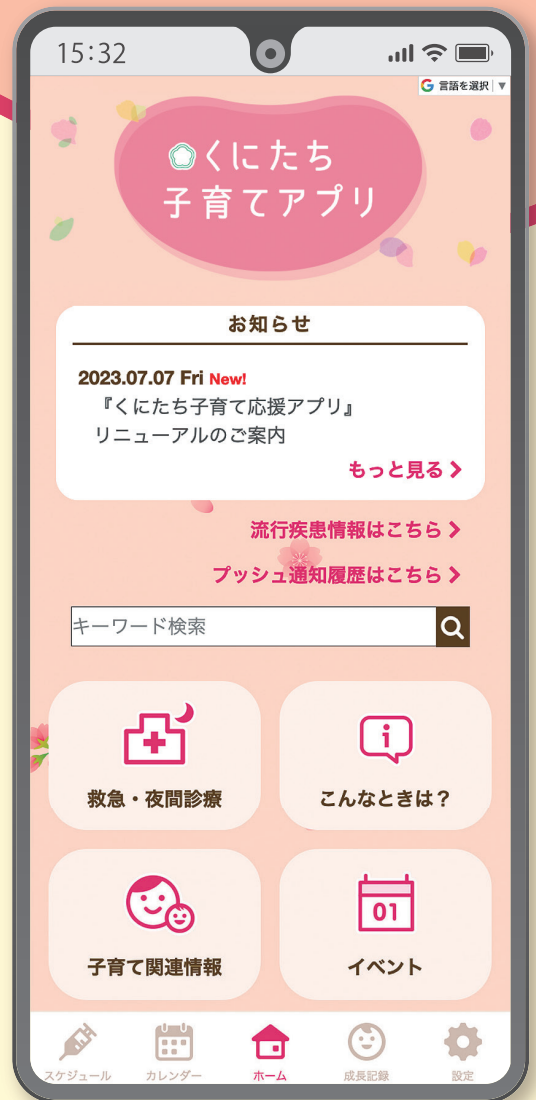 15:32
言語を選択
くにたち
子育てアプリ
お知らせ
2023.07.07 Fri New!
『くにたち子育て応援アプリ』
リニューアルのご案内
もっと見る
流行疾患情報はこちら
プッシュ通知履歴はこちら
キーワード検索
救急・夜間診療
こんなときは？
子育て関連情報
01
イベント
スケジュール
カレンダー
ホーム
成長記録
設定